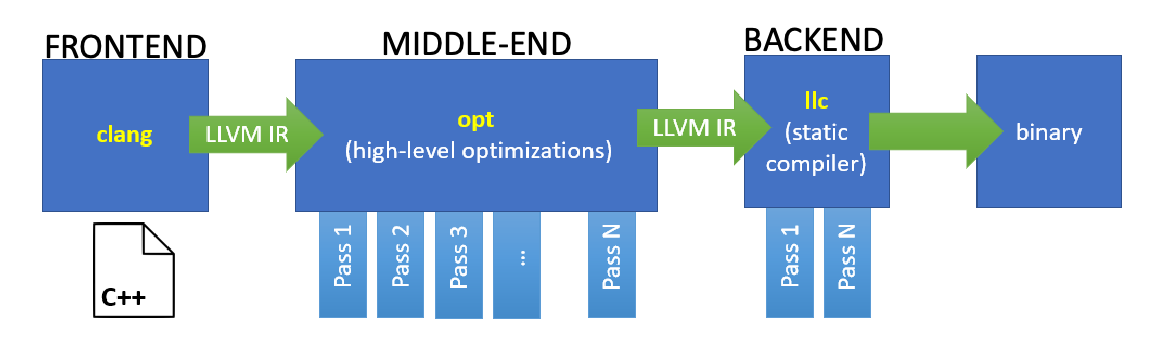 FRONTEND
MIDDLE-END
BACKEND
clang
LLVM IR
opt
(high-level optimizations)
LLVM IR
llc
(static
compiler)
binary
C++
Pass 1
Pass 2
Pass 3
...
Pass N
Pass 1
Pass N